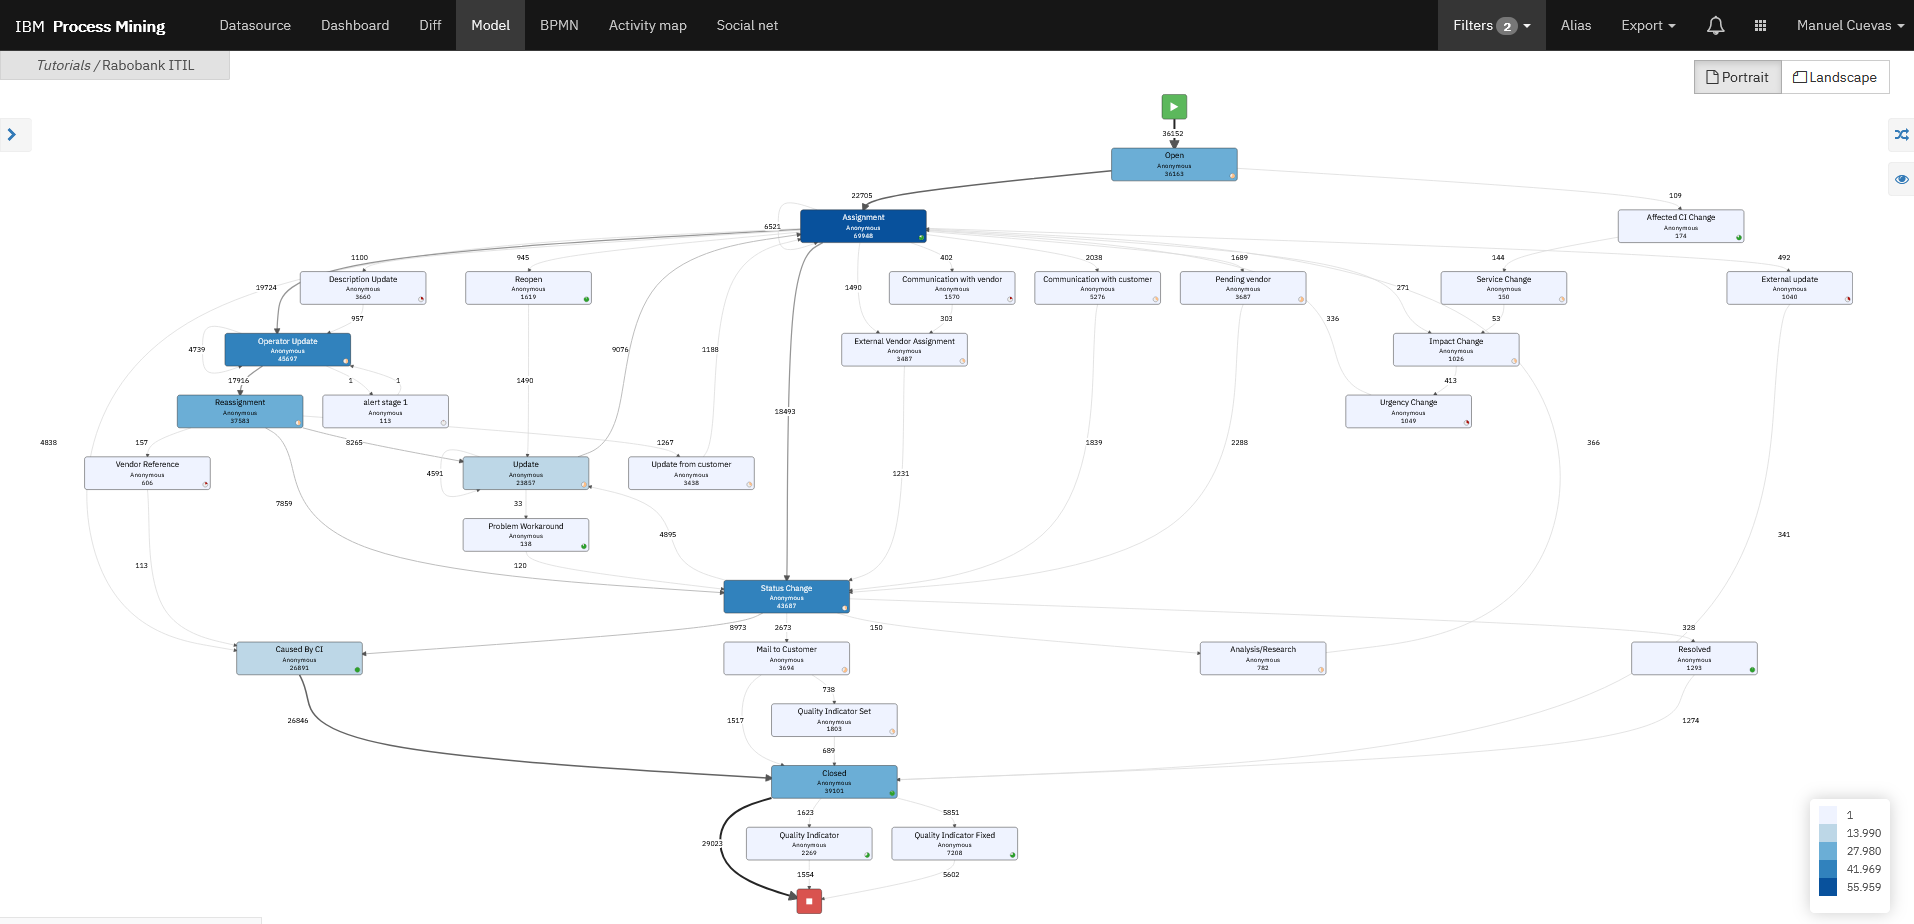 IBM Process Mining
Datasource
Dashboard
Diff
Model
BPMN
Activity map
Social net
Filters 2
Alias
Export
Manuel Cuevas
Tutorials / Rabobank ITIL
Portrait
Landscape
36152
Open
Anonymous
36163
22705
109
Assignment
Anonymous
69948
6521
Affected CI Change
Anonymous
174
1100
945
402
2038
1689
144
492
19724
Description Update
Anonymous
3660
Reopen
Anonymous
1619
1490
Communication with vendor
Anonymous
1570
Communication with customer
Anonymous
5276
Pending vendor
Anonymous
3687
271
Service Change
Anonymous
150
External update
Anonymous
1040
957
303
336
53
4739
Operator Update
Anonymous
45697
9076
1188
External Vendor Assignment
Anonymous
3487
Impact Change
Anonymous
1026
17916
1
1
1490
413
Reassignment
Anonymous
37583
alert stage 1
Anonymous
113
18493
Urgency Change
Anonymous
1049
4838
157
8265
1267
1839
2288
366
Vendor Reference
Anonymous
606
4591
Update
Anonymous
23857
Update from customer
Anonymous
3438
1231
7859
33
Problem Workaround
Anonymous
138
4895
341
113
120
Status Change
Anonymous
43687
8973
2673
150
328
Caused By CI
Anonymous
26891
Mail to Customer
Anonymous
3694
Analysis/Research
Anonymous
782
Resolved
Anonymous
1293
738
26846
1517
Quality Indicator Set
Anonymous
1803
1274
689
Closed
Anonymous
39101
1623
5851
29023
Quality Indicator
Anonymous
2269
Quality Indicator Fixed
Anonymous
7208
1554
5602
1
13.990
27.980
41.969
55.959